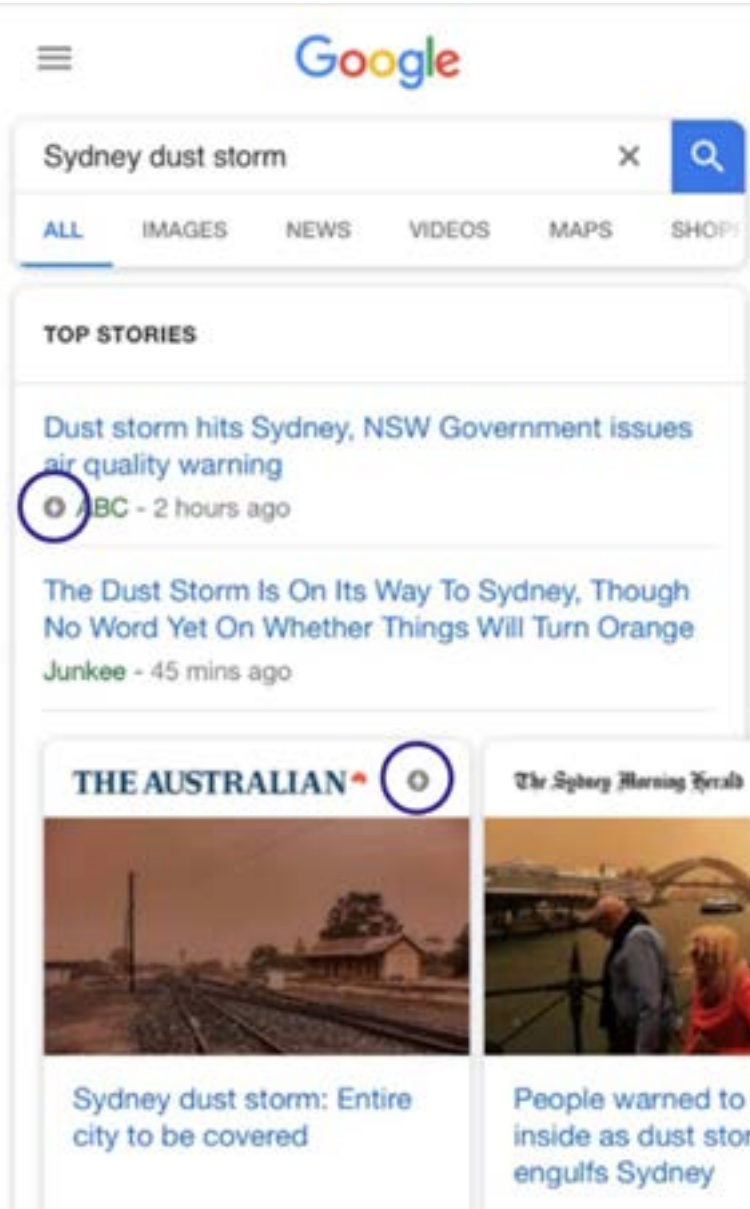 Google
Sydney dust storm
ALL IMAGES NEWS VIDEOS MAPS SHOP
TOP STORIES
Dust storm hits Sydney, NSW Government issues
air quality warning
ABC - 2 hours ago
The Dust Storm Is On Its Way To Sydney, Though
No Word Yet On Whether Things Will Turn Orange
Junkee - 45 mins ago
THE AUSTRALIAN
The Sydney Morning Herald
Sydney dust storm: Entire
city to be covered
People warned to
inside as dust stor
engulfs Sydney